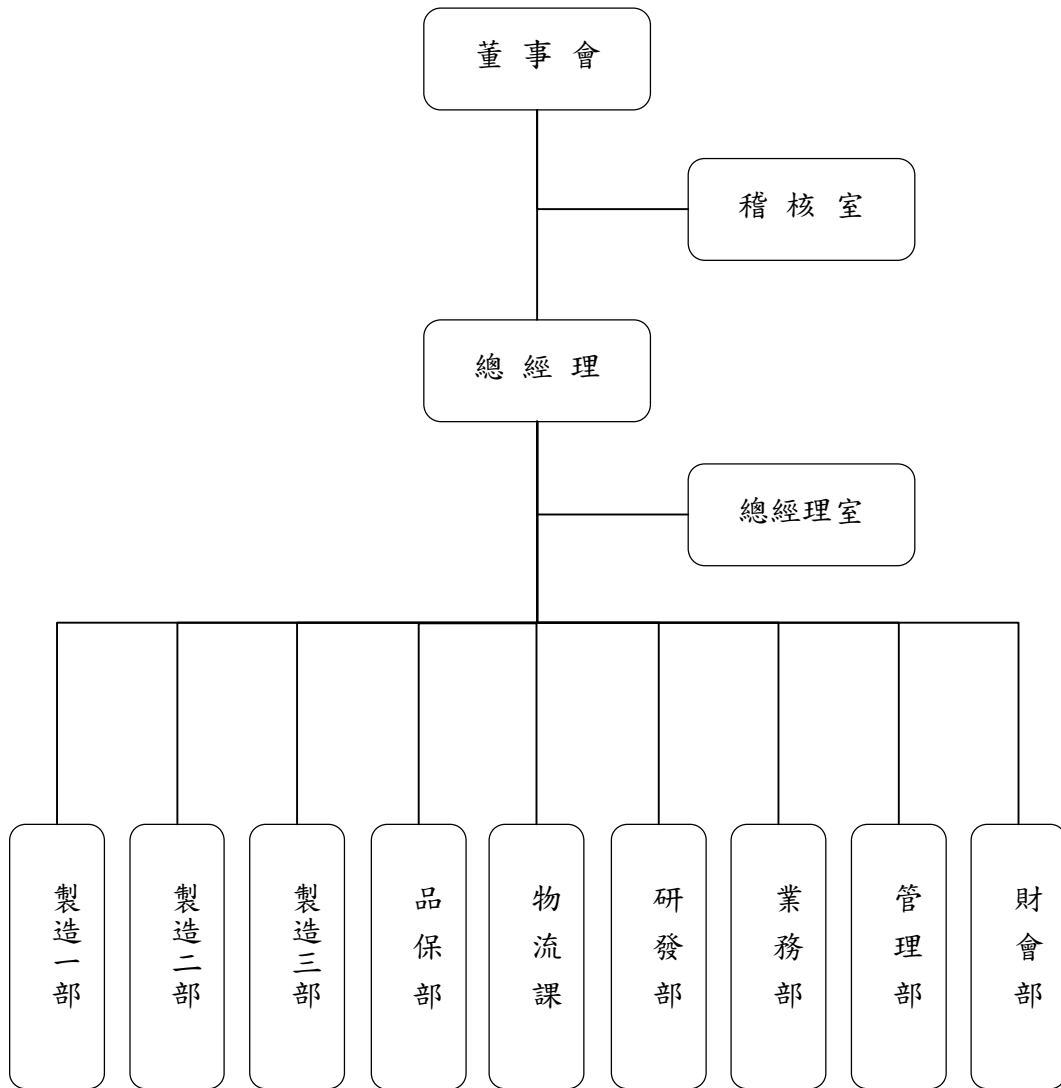 董 事 會
稽 核 室
總 經 理
總經理室
製造一部
製造二部
製造三部
品保部
物流課
研發部
業務部
管理部
財會部